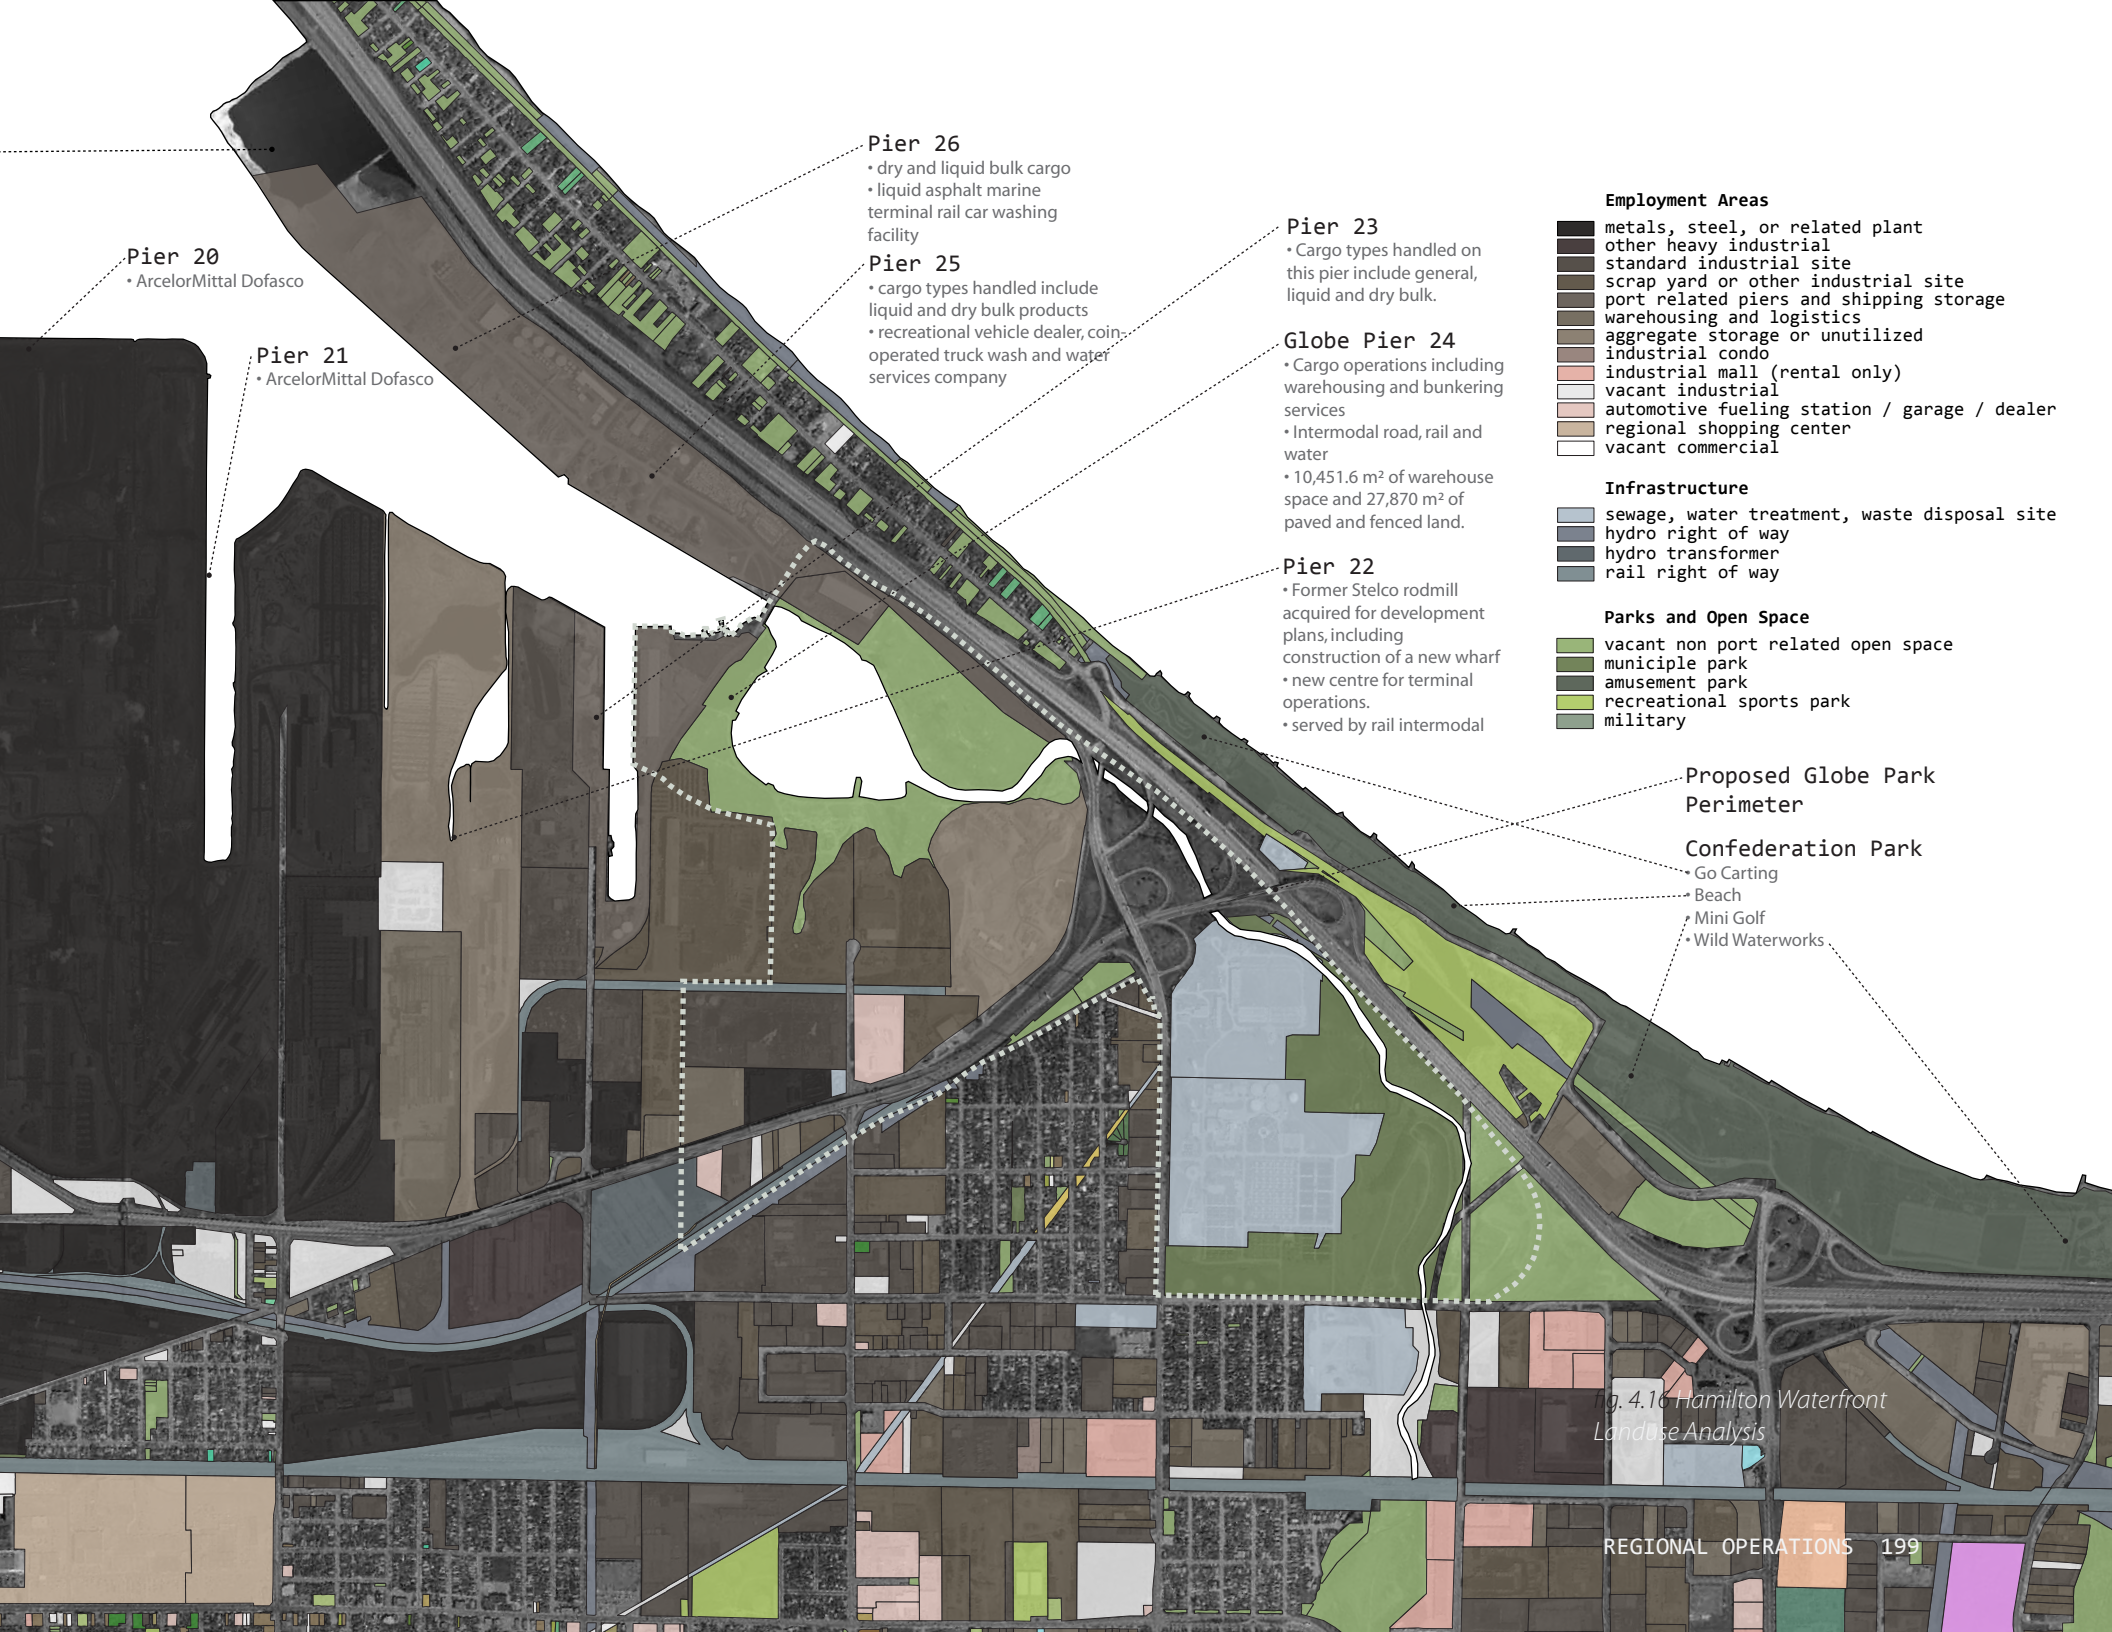 Pier 20
• ArcelorMittal Dofasco
Pier 21
• ArcelorMittal Dofasco
Pier 26
• dry and liquid bulk cargo
• liquid asphalt marine
terminal rail car washing
facility
Pier 25
• cargo types handled include
liquid and dry bulk products
• recreational vehicle dealer, coin-
operated truck wash and water
services company
Pier 23
• Cargo types handled on
this pier include general,
liquid and dry bulk.
Globe Pier 24
• Cargo operations including
warehousing and bunkering
services
• Intermodal road, rail and
water
• 10,451.6 m² of warehouse
space and 27,870 m² of
paved and fenced land.
Pier 22
• Former Stelco rodmill
acquired for development
plans, including
construction of a new wharf
• new centre for terminal
operations.
• served by rail intermodal
Employment Areas
metals, steel, or related plant
other heavy industrial
standard industrial site
scrap yard or other industrial site
port related piers and shipping storage
warehousing and logistics
aggregate storage or unutilized
industrial condo
industrial mall (rental only)
vacant industrial
automotive fueling station / garage / dealer
regional shopping center
vacant commercial
Infrastructure
sewage, water treatment, waste disposal site
hydro right of way
hydro transformer
rail right of way
Parks and Open Space
vacant non port related open space
municiple park
amusement park
recreational sports park
military
Proposed Globe Park
Perimeter
Confederation Park
• Go Carting
• Beach
• Mini Golf
• Wild Waterworks
fig. 4.16 Hamilton Waterfront
Landuse Analysis
REGIONAL OPERATIONS 199